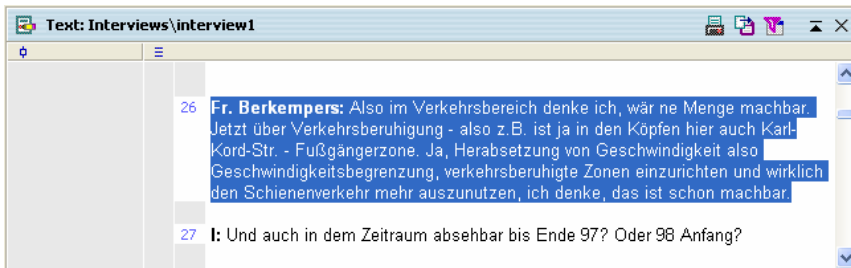 Text: Interviews\interview1
26 Fr. Berkempers: Also im Verkehrsbereich denke ich, wär ne Menge machbar.
Jetzt über Verkehrsberuhigung - also z.B. ist ja in den Köpfen hier auch Karl-
Kord-Str. - Fußgängerzone. Ja, Herabsetzung von Geschwindigkeit also
Geschwindigkeitsbegrenzung, verkehrsberuhigte Zonen einzurichten und wirklich
den Schienenverkehr mehr auszunutzen, ich denke, das ist schon machbar.
27 I: Und auch in dem Zeitraum absehbar bis Ende 97? Oder 98 Anfang?